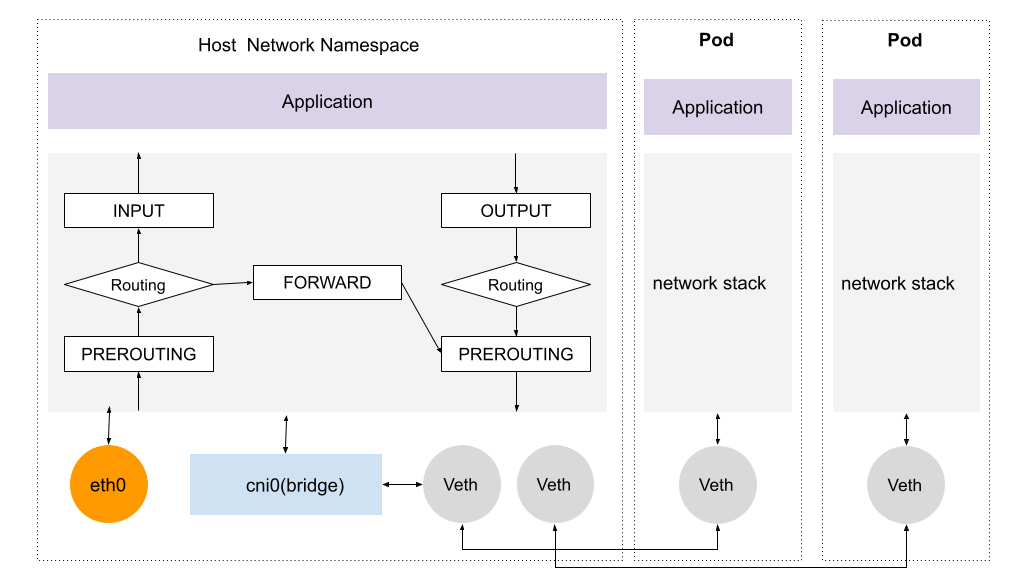 Host  Network Namespace
Application
INPUT
OUTPUT
Routing
FORWARD
Routing
PREROUTING
PREROUTING
eth0
cni0(bridge)
Veth
Veth
Pod
Application
network stack
Veth
Pod
Application
network stack
Veth